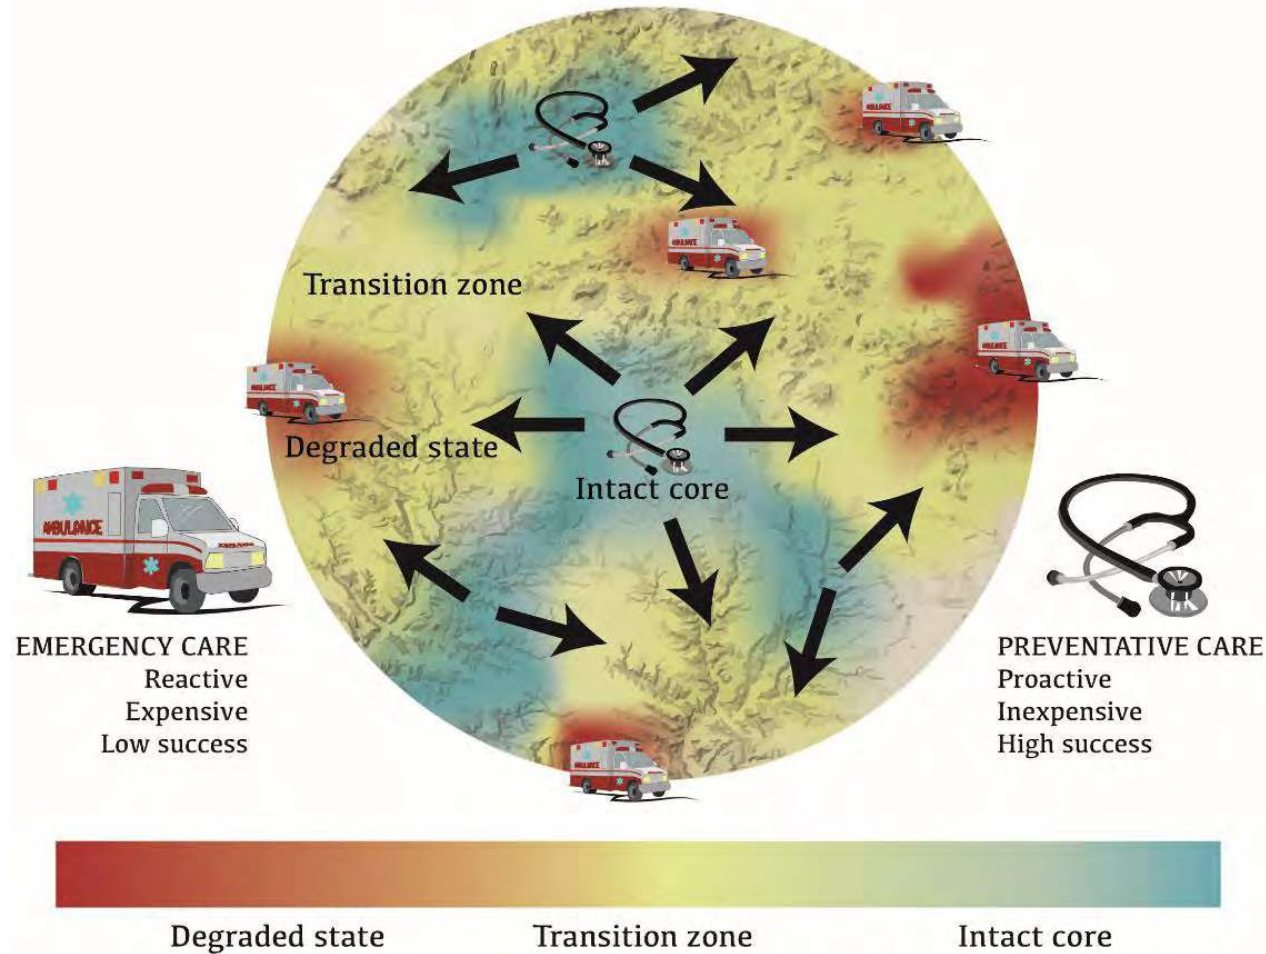 Transition zone
Degraded state
Intact core
AMBULANCE
EMERGENCY CARE
Reactive
Expensive
Low success
PREVENTATIVE CARE
Proactive
Inexpensive
High success
Degraded state
Transition zone
Intact core